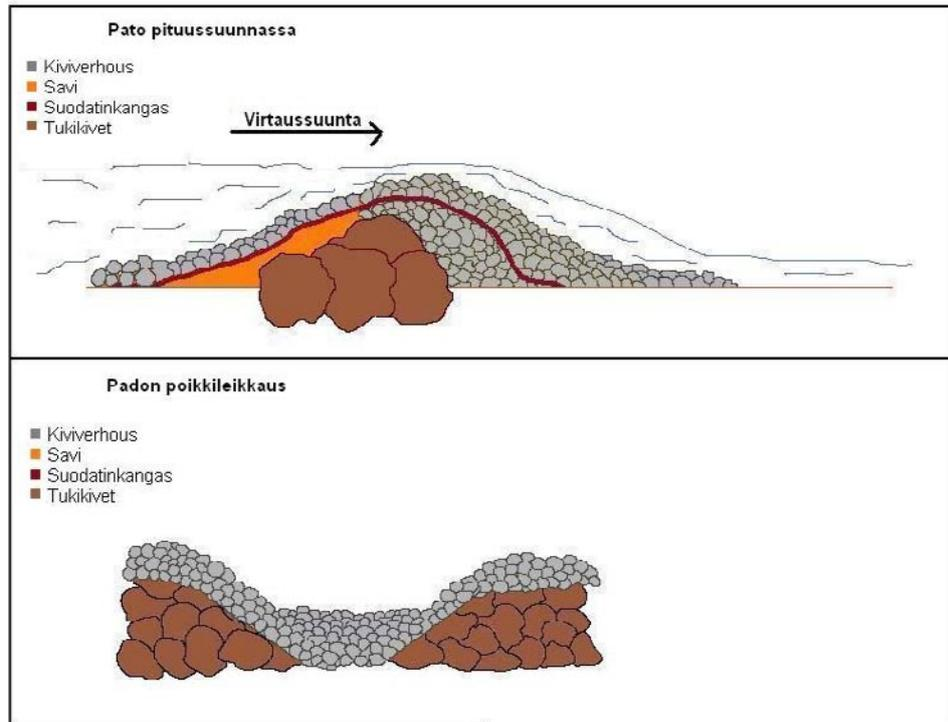 Pato pituussuunnassa
Kiviverhous
Savi
Suodatinkangas
Tukikivet
Virtaussuunta
Padon poikkileikkaus
Kiviverhous
Savi
Suodatinkangas
Tukikivet